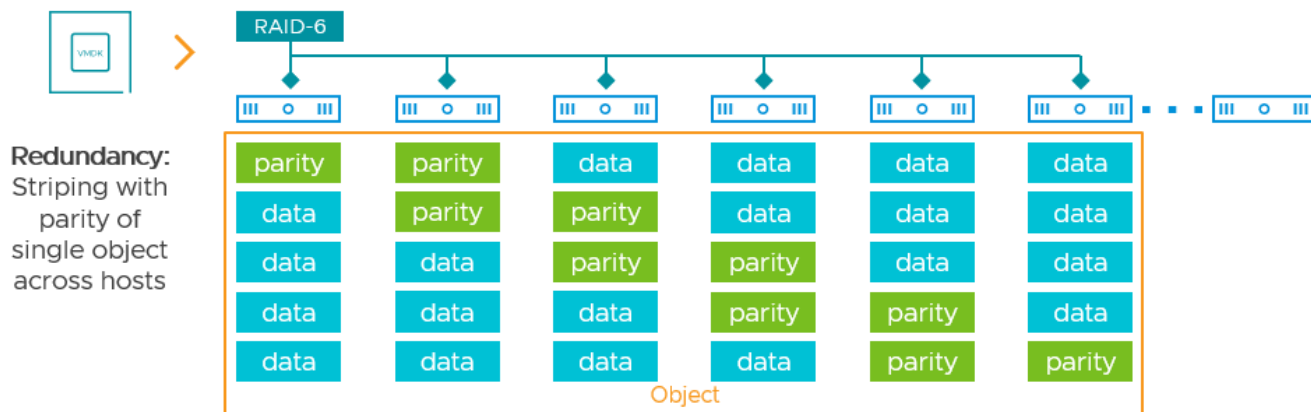 VMDK
RAID-6
Redundancy:
Striping with
parity of
single object
across hosts
parity parity data data data data
data parity parity data data data
data data parity parity data data
data data data parity parity data
data data data data parity parity
Object